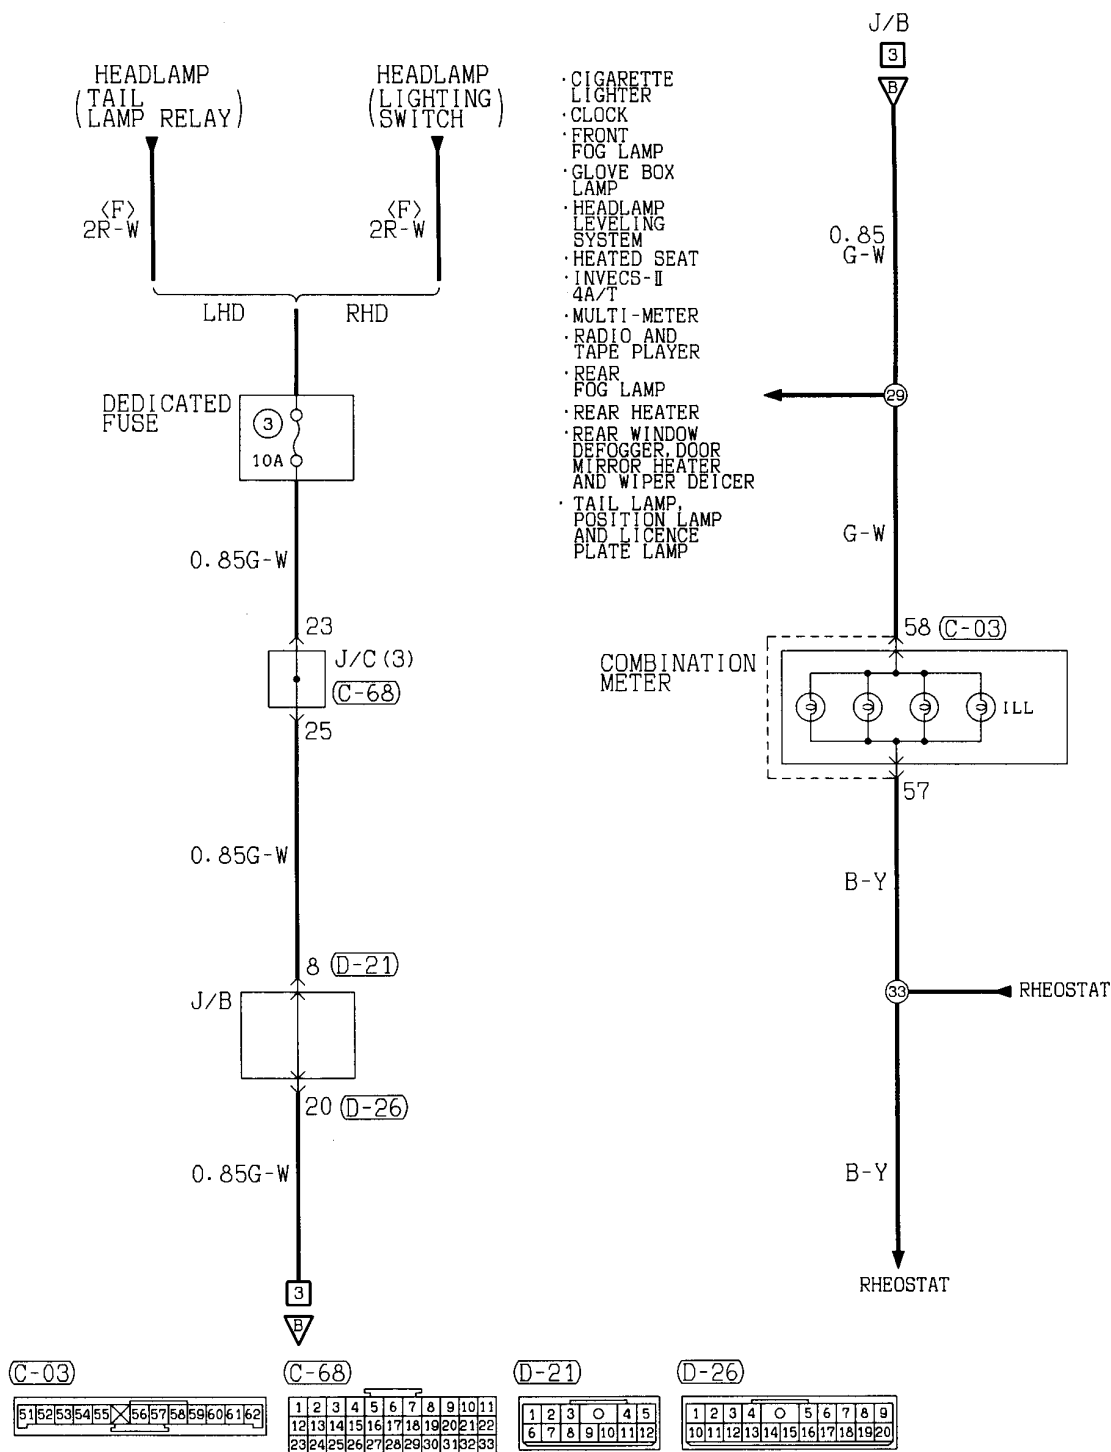 HEADLAMP
(TAIL
LAMP RELAY)
HEADLAMP
(LIGHTING)
SWITCH
<F>
2R-W
<F>
2R-W
LHD
RHD
DEDICATED
FUSE
3
10A
0.85G-W
23
J/C(3)
C-68
25
0.85G-W
8 D-21
J/B
20 D-26
0.85G-W
3
B
J/B
3
B
·CIGARETTE
LIGHTER
·CLOCK
·FRONT
FOG LAMP
·GLOVE BOX
LAMP
·HEADLAMP
LEVELING
SYSTEM
·HEATED SEAT
·INVECS-Ⅱ
4A/T
·MULTI-METER
·RADIO AND
TAPE PLAYER
·REAR
FOG LAMP
·REAR HEATER
·REAR WINDOW
DEFOGGER,DOOR
MIRROR HEATER
AND WIPER DEICER
·TAIL LAMP,
POSITION LAMP
AND LICENCE
PLATE LAMP
0.85
G-W
29
G-W
58 C-03
COMBINATION
METER
ILL
57
B-Y
33
RHEOSTAT
B-Y
RHEOSTAT
C-03
51 52 53 54 55 56 57 58 59 60 61 62
C-68
1 2 3 4 5 6 7 8 9 10 11
12 13 14 15 16 17 18 19 20 21 22
23 24 25 26 27 28 29 30 31 32 33
D-21
1 2 3 4 5
6 7 8 9 10 11 12
D-26
1 2 3 4 5 6 7 8 9
10 11 12 13 14 15 16 17 18 19 20